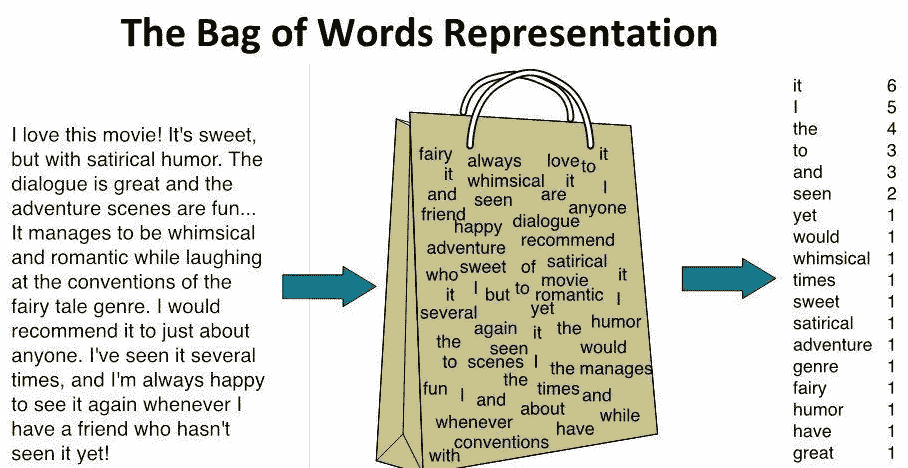 The Bag of Words Representation
I love this movie! It's sweet,
but with satirical humor. The
dialogue is great and the
adventure scenes are fun...
It manages to be whimsical
and romantic while laughing
at the conventions of the
fairy tale genre. I would
recommend it to just about
anyone. I've seen it several
times, and I'm always happy
to see it again whenever I
have a friend who hasn't
seen it yet!
fairy always love to it
it whimsical it I
and seen are anyone
friend happy dialogue
adventure recommend
who sweet of satirical it
it I but to movie romantic I
several yet
again it the humor
the seen would
to scenes I the manages
fun I and the times and
whenever about while
conventions have
with
it 6
I 5
the 4
to 3
and 3
seen 2
yet 1
would 1
whimsical 1
times 1
sweet 1
satirical 1
adventure 1
genre 1
fairy 1
humor 1
have 1
great 1